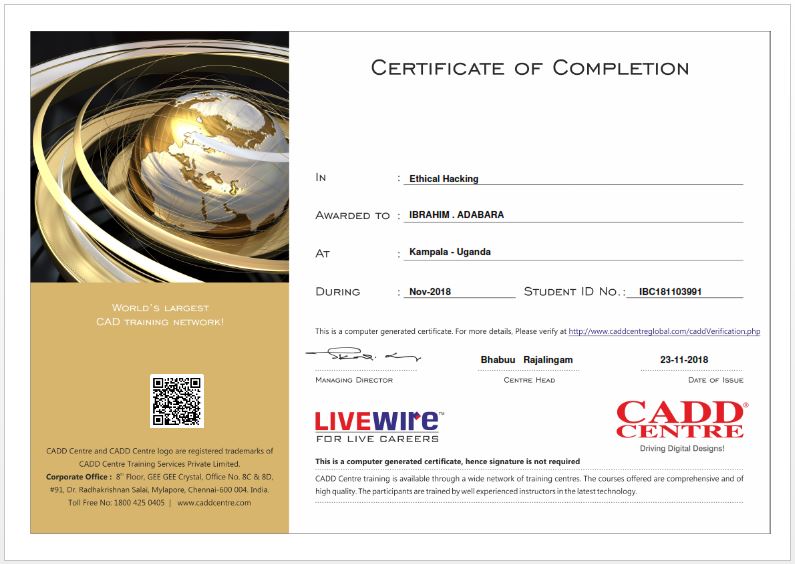 CERTIFICATE OF COMPLETION
IN : Ethical Hacking
AWARDED TO : IBRAHIM . ADABARA
AT : Kampala - Uganda
DURING : Nov-2018 STUDENT ID NO.: IBC181103991
This is a computer generated certificate. For more details, Please verify at http://www.caddcentreglobal.com/caddVerification.php
Bhabuu Rajalingam 23-11-2018
MANAGING DIRECTOR CENTRE HEAD DATE OF ISSUE
LIVEWIRE™
FOR LIVE CAREERS
CADD CENTRE®
Driving Digital Designs!
This is a computer generated certificate, hence signature is not required
CADD Centre training is available through a wide network of training centres. The courses offered are comprehensive and of
high quality. The participants are trained by well experienced instructors in the latest technology.
WORLD'S LARGEST
CAD TRAINING NETWORK!
CADD Centre and CADD Centre logo are registered trademarks of
CADD Centre Training Services Private Limited.
Corporate Office : 8th Floor, GEE GEE Crystal, Office No. 8C & 8D,
#91, Dr. Radhakrishnan Salai, Mylapore, Chennai-600 004. India.
Toll Free No: 1800 425 0405 | www.caddcentre.com